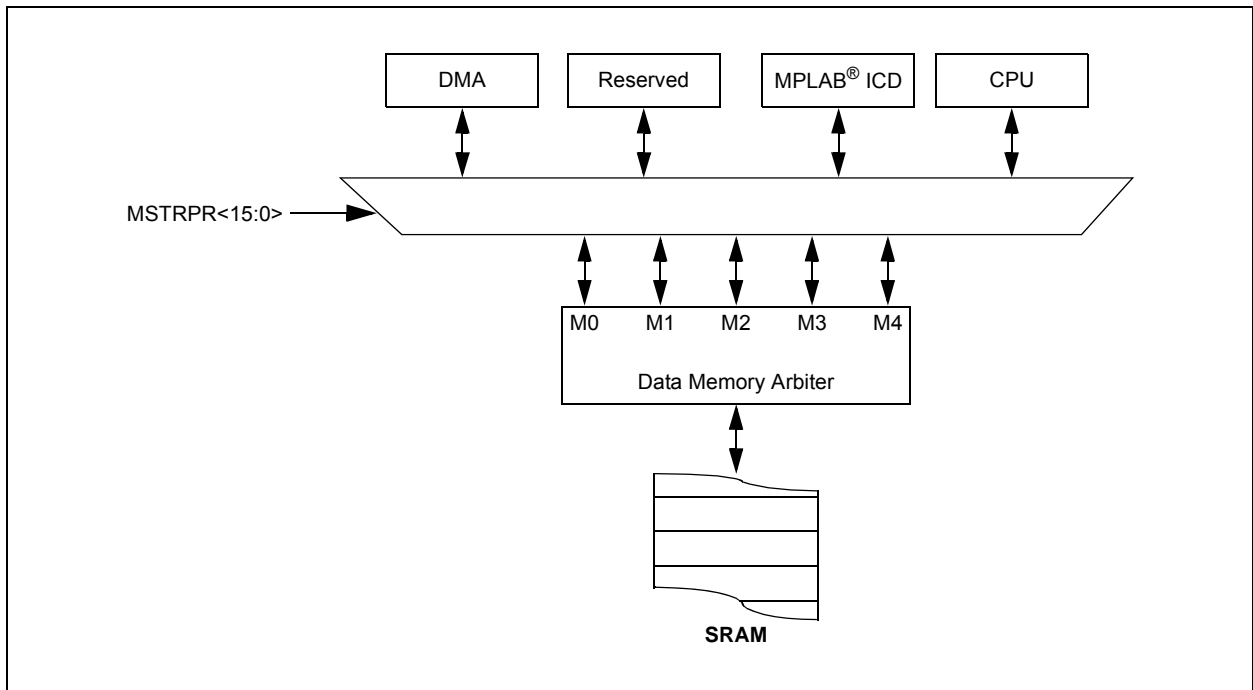 DMA
Reserved
MPLAB® ICD
CPU
MSTRPR<15:0>
M0 M1 M2 M3 M4
Data Memory Arbiter
SRAM